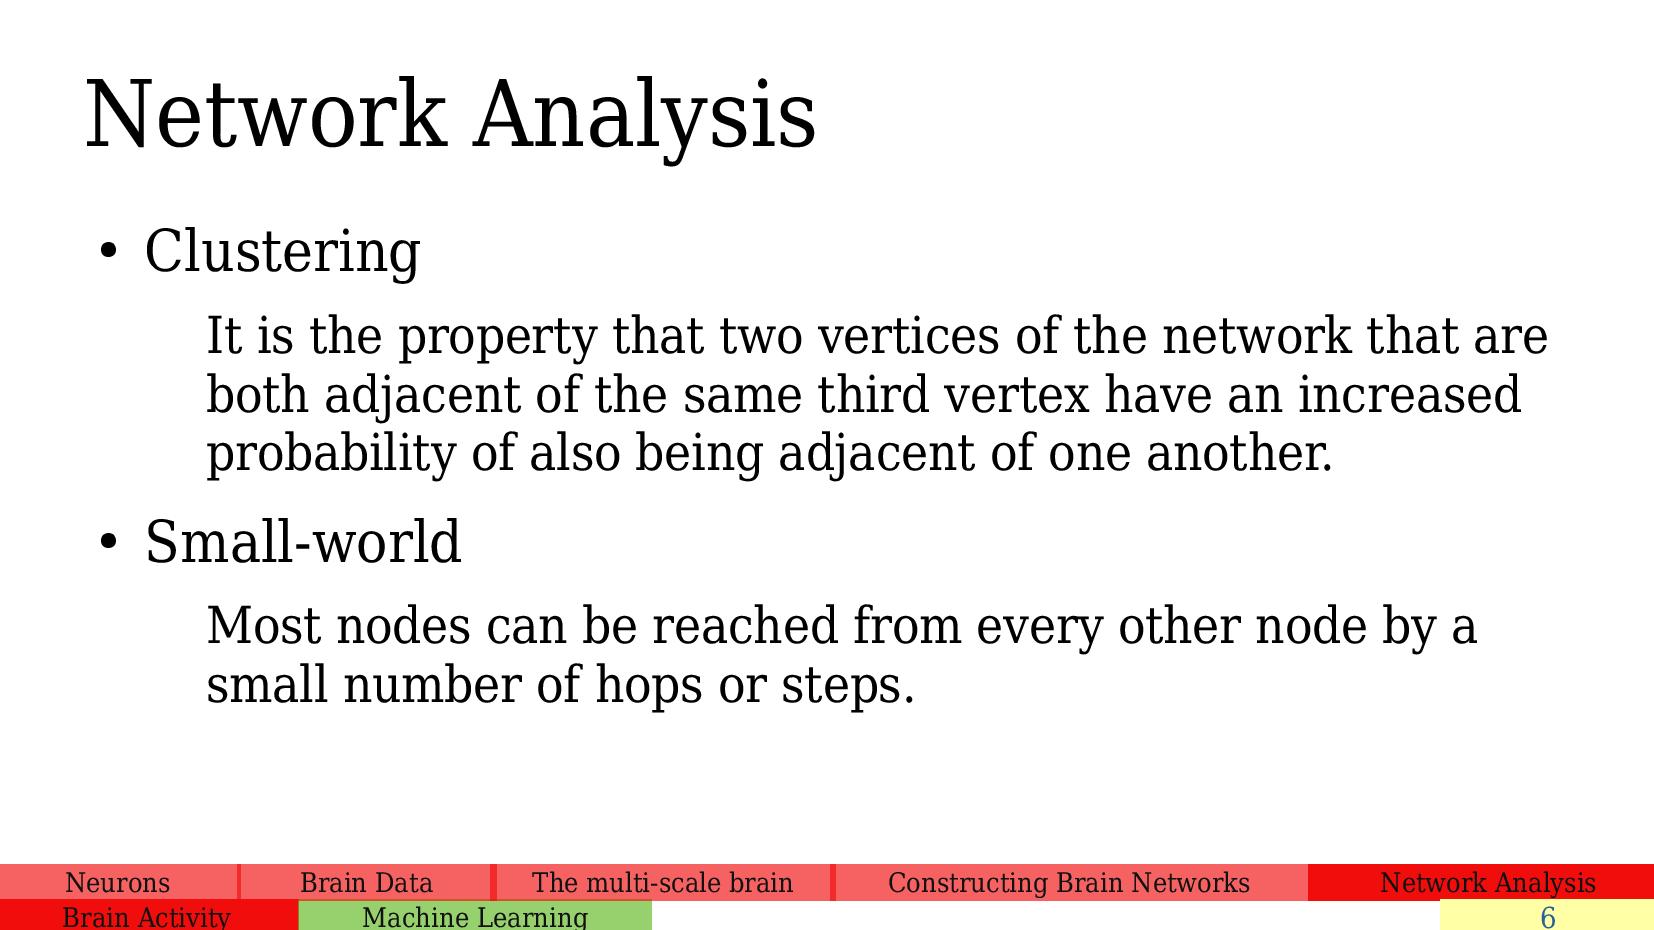 Network Analysis
• Clustering
It is the property that two vertices of the network that are
both adjacent of the same third vertex have an increased
probability of also being adjacent of one another.
• Small-world
Most nodes can be reached from every other node by a
small number of hops or steps.
Neurons Brain Data The multi-scale brain Constructing Brain Networks Network Analysis
Brain Activity Machine Learning 6